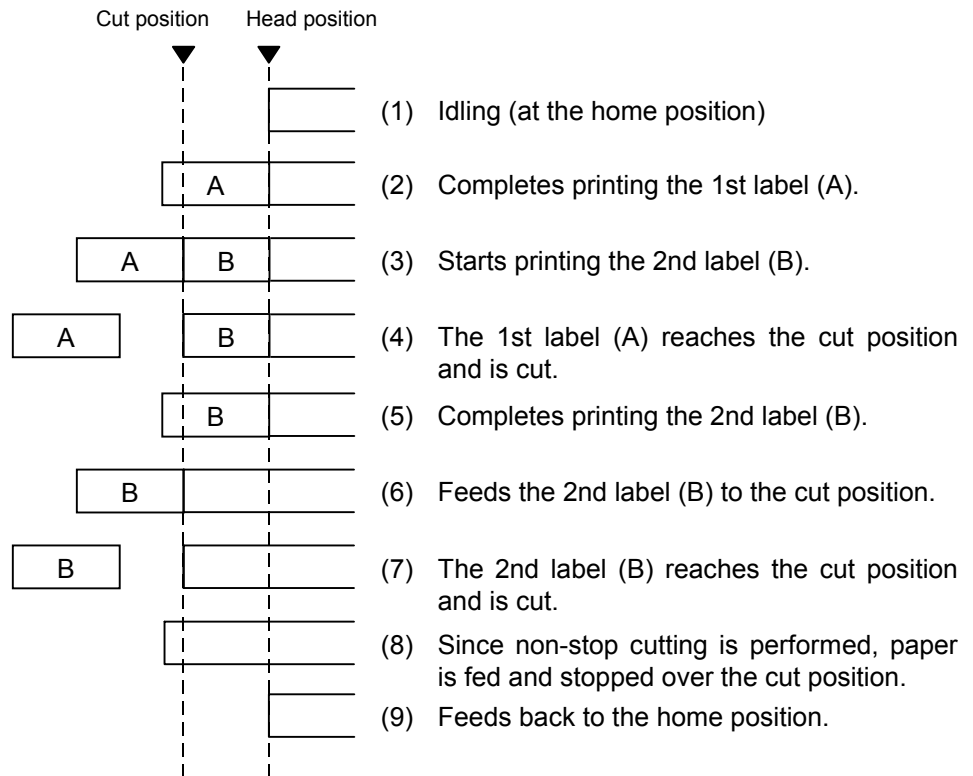 Cut position Head position
(1) Idling (at the home position)
A (2) Completes printing the 1st label (A).
A B (3) Starts printing the 2nd label (B).
A B (4) The 1st label (A) reaches the cut position
and is cut.
B (5) Completes printing the 2nd label (B).
B (6) Feeds the 2nd label (B) to the cut position.
B (7) The 2nd label (B) reaches the cut position
and is cut.
(8) Since non-stop cutting is performed, paper
is fed and stopped over the cut position.
(9) Feeds back to the home position.